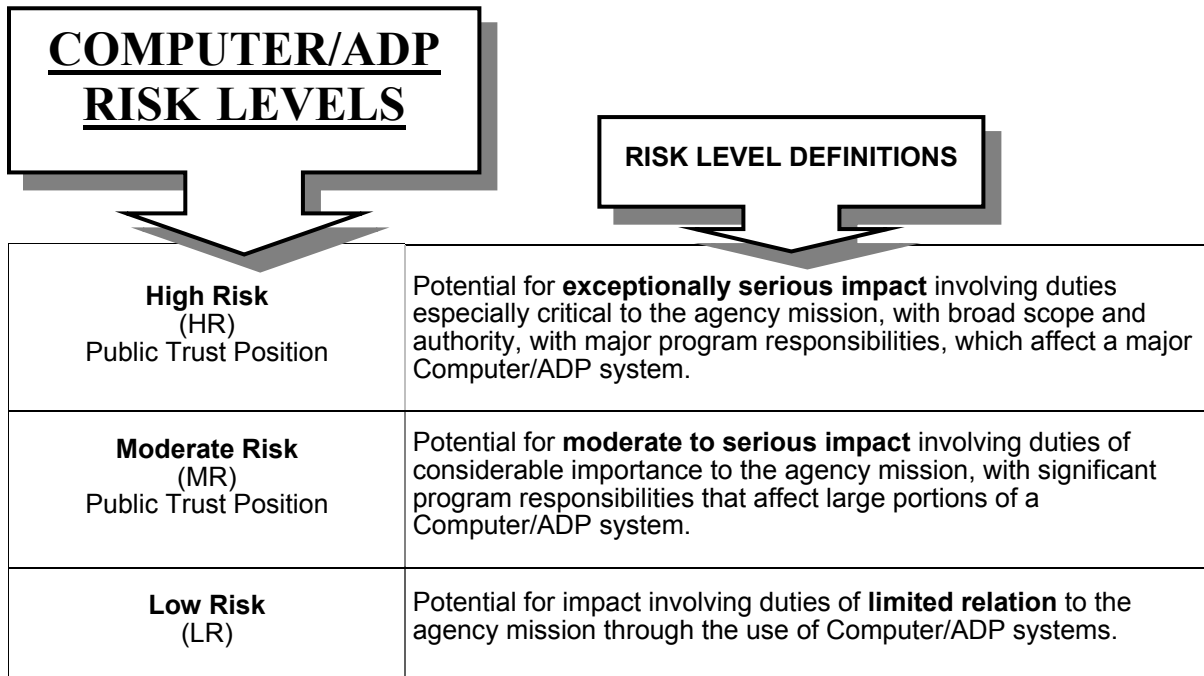 COMPUTER/ADP
RISK LEVELS
RISK LEVEL DEFINITIONS
High Risk
(HR)
Public Trust Position
Potential for exceptionally serious impact involving duties
especially critical to the agency mission, with broad scope and
authority, with major program responsibilities, which affect a major
Computer/ADP system.
Moderate Risk
(MR)
Public Trust Position
Potential for moderate to serious impact involving duties of
considerable importance to the agency mission, with significant
program responsibilities that affect large portions of a
Computer/ADP system.
Low Risk
(LR)
Potential for impact involving duties of limited relation to the
agency mission through the use of Computer/ADP systems.